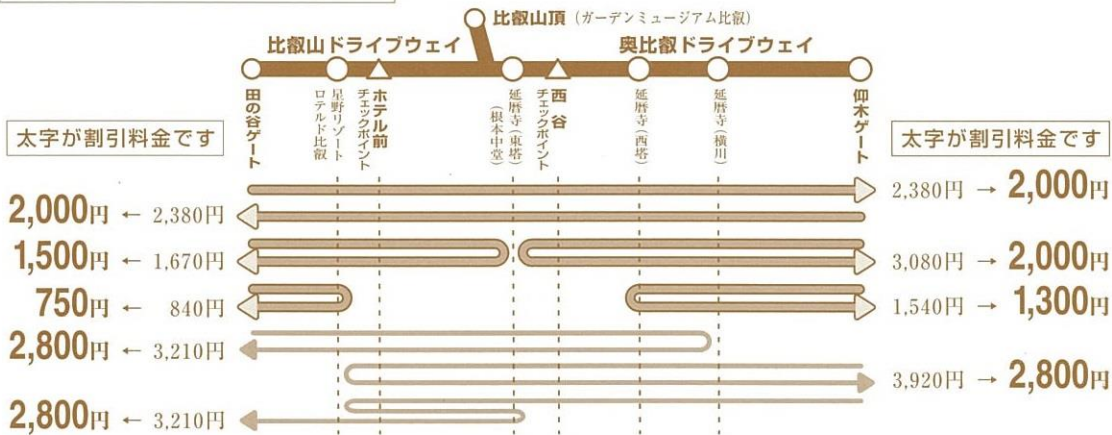 比叡山頂(ガーデンミュージアム比叡)
比叡山ドライブウェイ
奥比叡ドライブウェイ
田の谷ゲート
星野リゾート
ロテルド比叡
ホテル前
チェックポイント
延暦寺(東塔)
(根本中堂)
西谷
チェックポイント
延暦寺(西塔)
延暦寺(横川)
仰木ゲート
太字が割引料金です
太字が割引料金です
2,380円 → 2,000円
2,000円 ← 2,380円
1,500円 ← 1,670円
3,080円 → 2,000円
750円 ← 840円
1,540円 → 1,300円
2,800円 ← 3,210円
3,920円 → 2,800円
2,800円 ← 3,210円